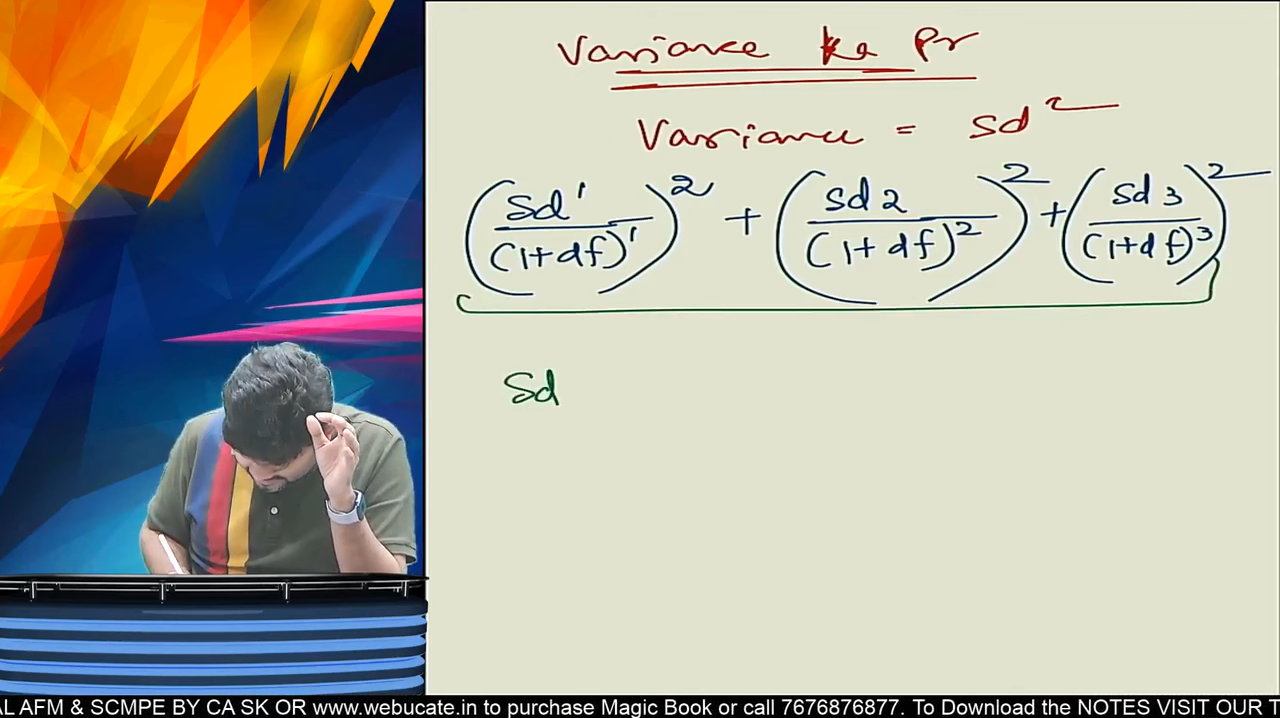 Variance ka Pr
Variance = sd²
(sd1/(1+df)¹)² + (sd2/(1+df)²)² + (sd3/(1+df)³)²
sd
AL AFM & SCMPE BY CA SK OR www.webucate.in to purchase Magic Book or call 7676876877. To Download the NOTES VISIT OUR T